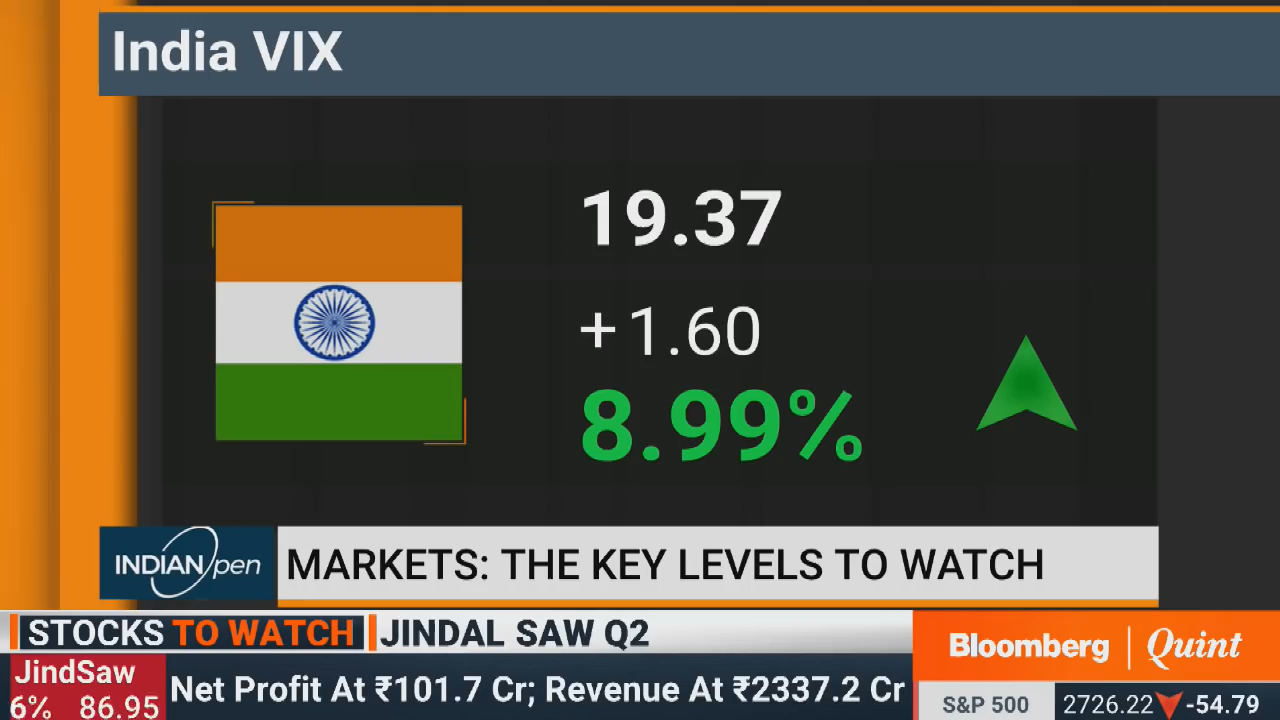 India VIX
19.37
+1.60
8.99%
INDIAN Open
MARKETS: THE KEY LEVELS TO WATCH
STOCKS TO WATCH JINDAL SAW Q2
Bloomberg | Quint
JindSaw
6% 86.95
Net Profit At ₹101.7 Cr; Revenue At ₹2337.2 Cr
S&P 500 2726.22 -54.79